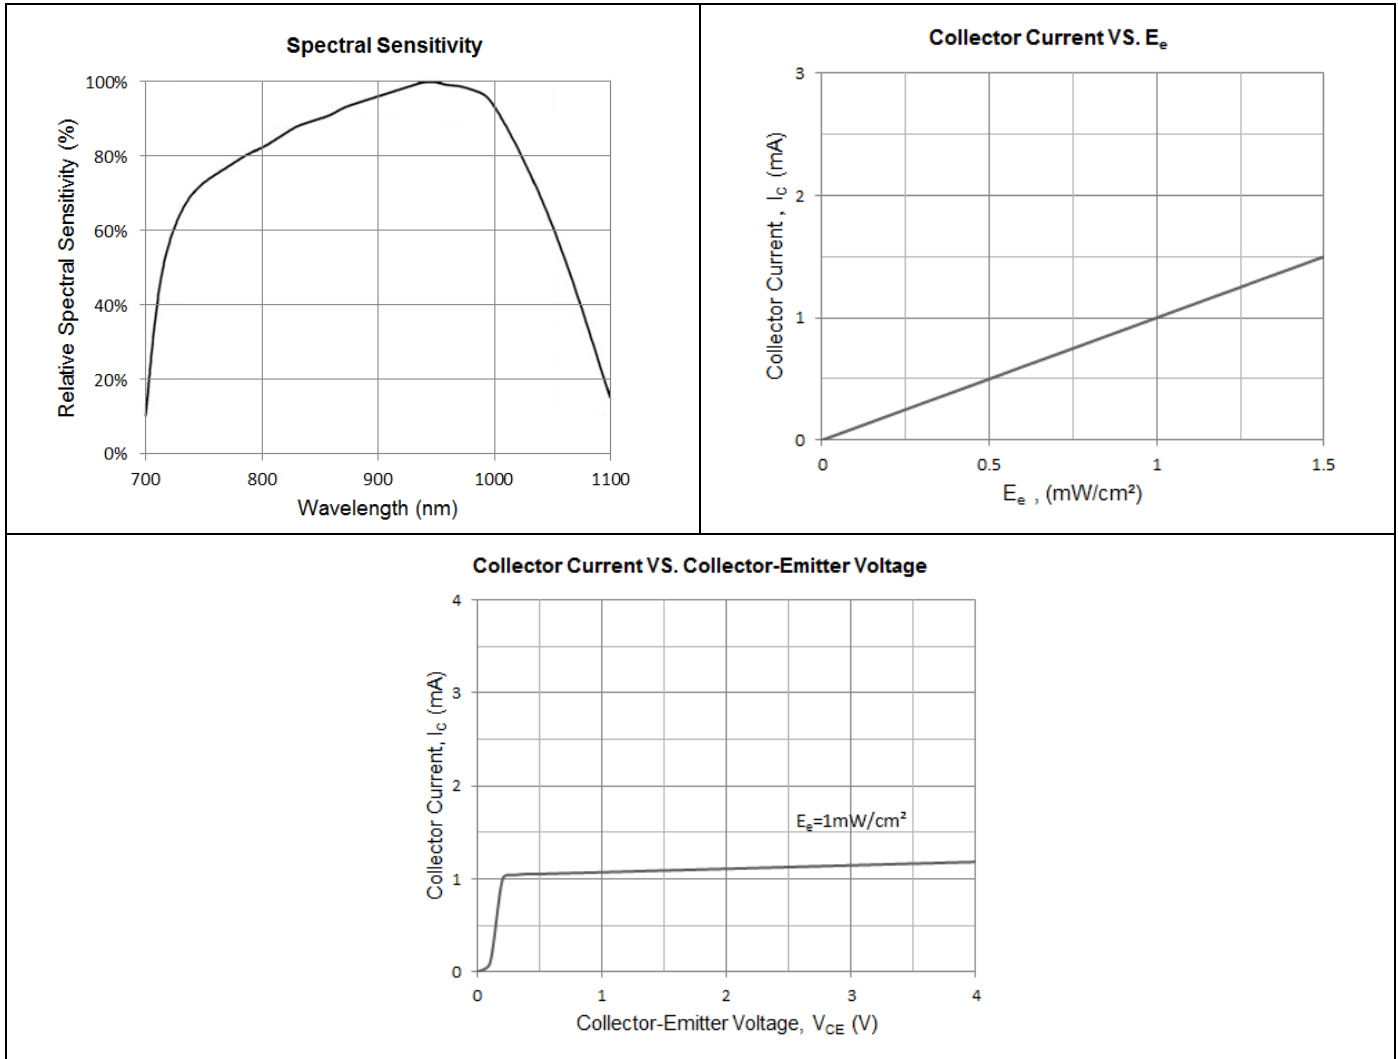 Spectral Sensitivity
100%
80%
60%
40%
20%
0%
Relative Spectral Sensitivity (%)
700 800 900 1000 1100
Wavelength (nm)
Collector Current VS. Eₑ
3
2
1
0
Collector Current , I_C (mA)
0 0.5 1 1.5
Eₑ , (mW/cm²)
Collector Current VS. Collector-Emitter Voltage
4
3
2
1
0
Collector Current, I_C (mA)
Eₑ=1mW/cm²
0 1 2 3 4
Collector-Emitter Voltage, V_CE (V)